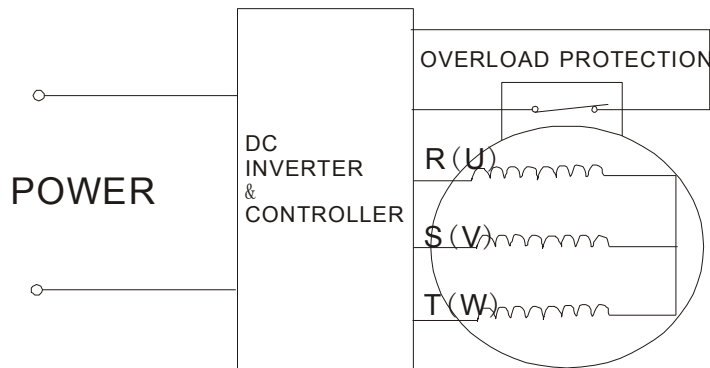 OVERLOAD PROTECTION
DC
INVERTER
&
CONTROLLER
POWER
R(U)
S(V)
T(W)